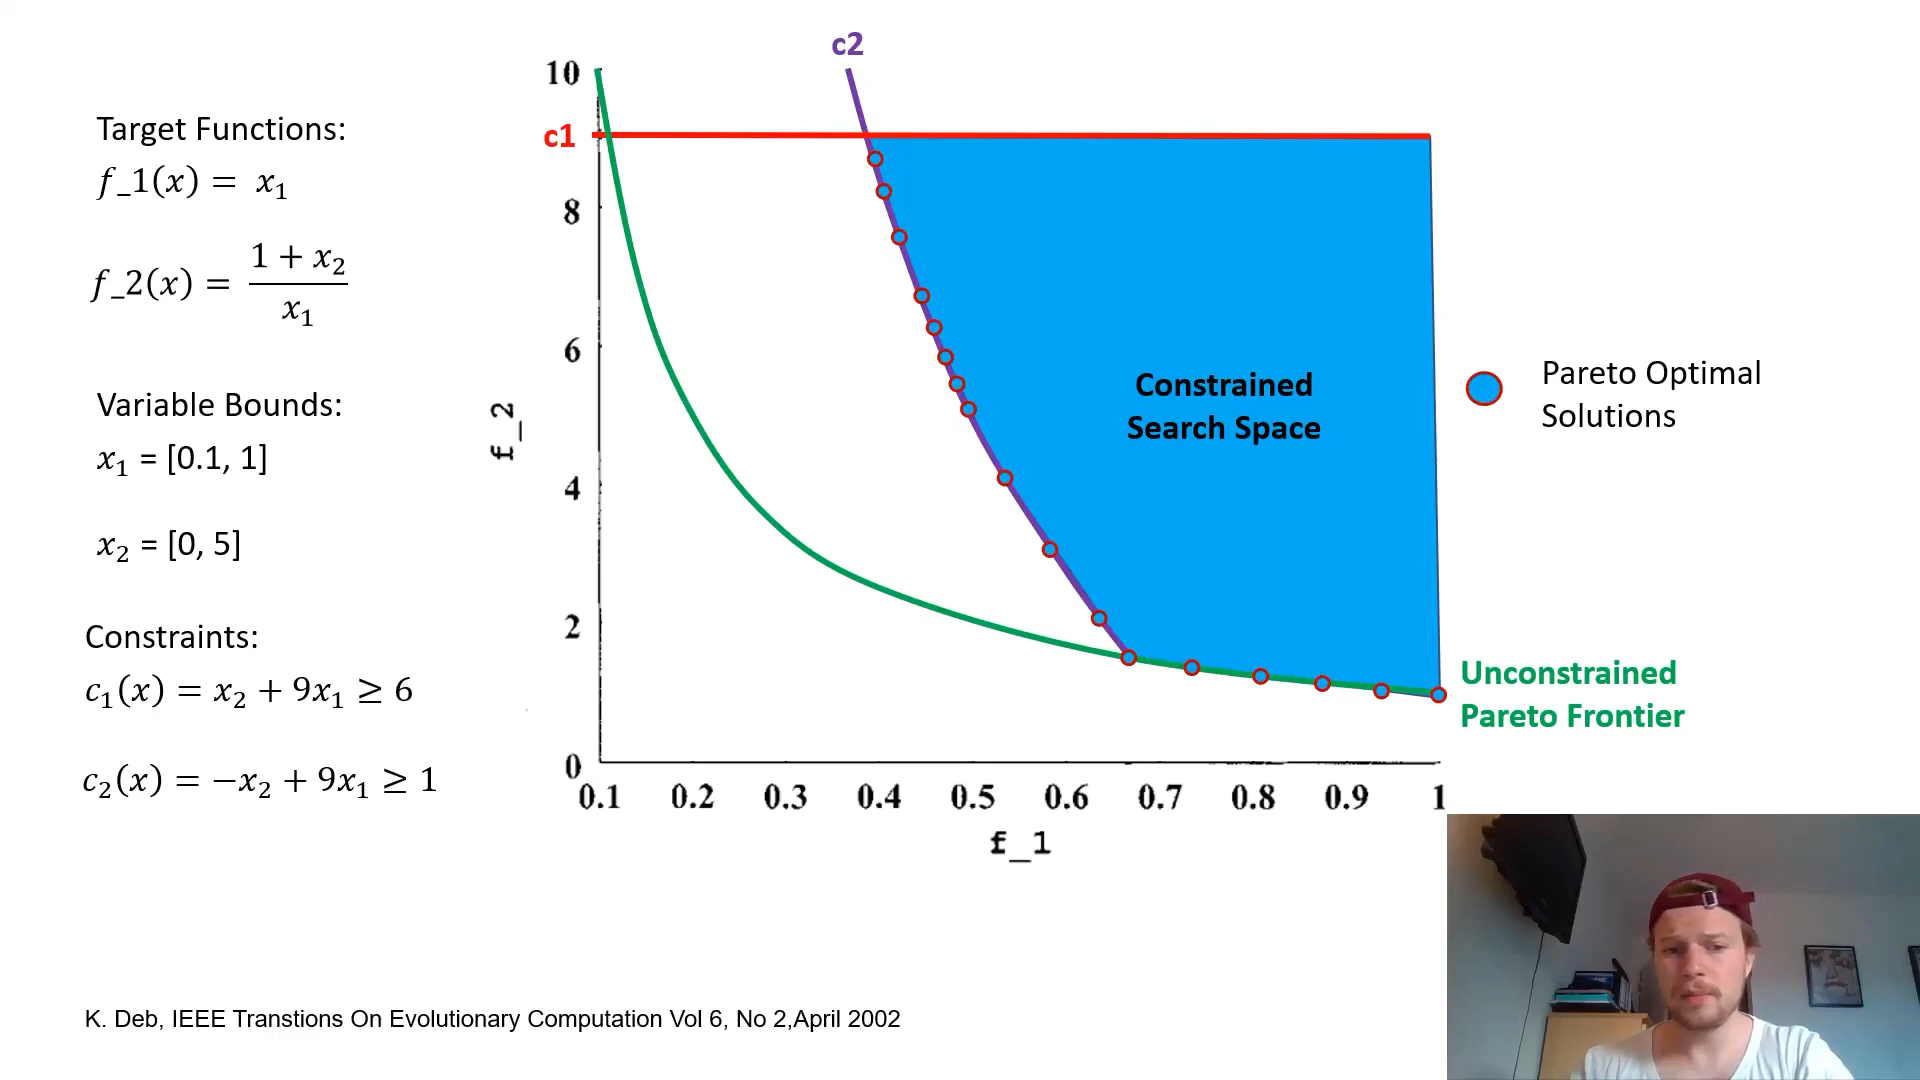 Target Functions:
f_1(x) = x₁
f_2(x) = (1 + x₂) / x₁
Variable Bounds:
x₁ = [0.1, 1]
x₂ = [0, 5]
Constraints:
c₁(x) = x₂ + 9x₁ ≥ 6
c₂(x) = −x₂ + 9x₁ ≥ 1
c2
10
c1
8
6
4
2
0
f_2
0.1 0.2 0.3 0.4 0.5 0.6 0.7 0.8 0.9 1
f_1
Constrained
Search Space
Pareto Optimal
Solutions
Unconstrained
Pareto Frontier
K. Deb, IEEE Transtions On Evolutionary Computation Vol 6, No 2,April 2002